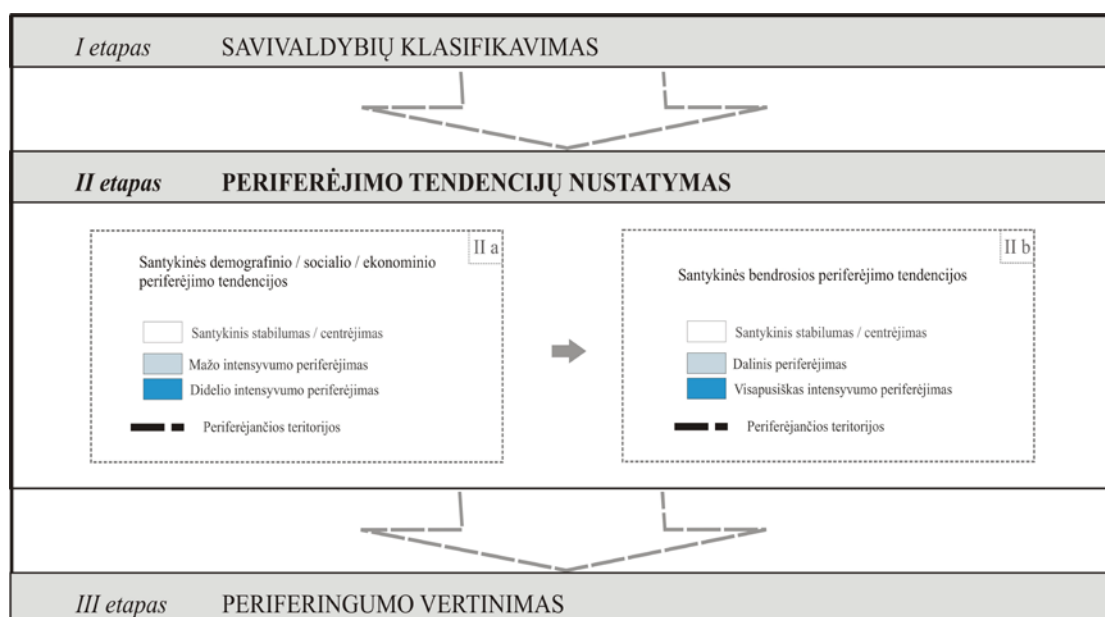 I etapas SAVIVALDYBIŲ KLASIFIKAVIMAS
II etapas PERIFERĖJIMO TENDENCIJŲ NUSTATYMAS
II a
Santykinės demografinio / socialio / ekonominio
periferėjimo tendencijos
Santykinis stabilumas / centrėjimas
Mažo intensyvumo periferėjimas
Didelio intensyvumo periferėjimas
Periferėjančios teritorijos
II b
Santykinės bendrosios periferėjimo tendencijos
Santykinis stabilumas / centrėjimas
Dalinis periferėjimas
Visapusiškas intensyvumo periferėjimas
Periferėjančios teritorijos
III etapas PERIFERINGUMO VERTINIMAS